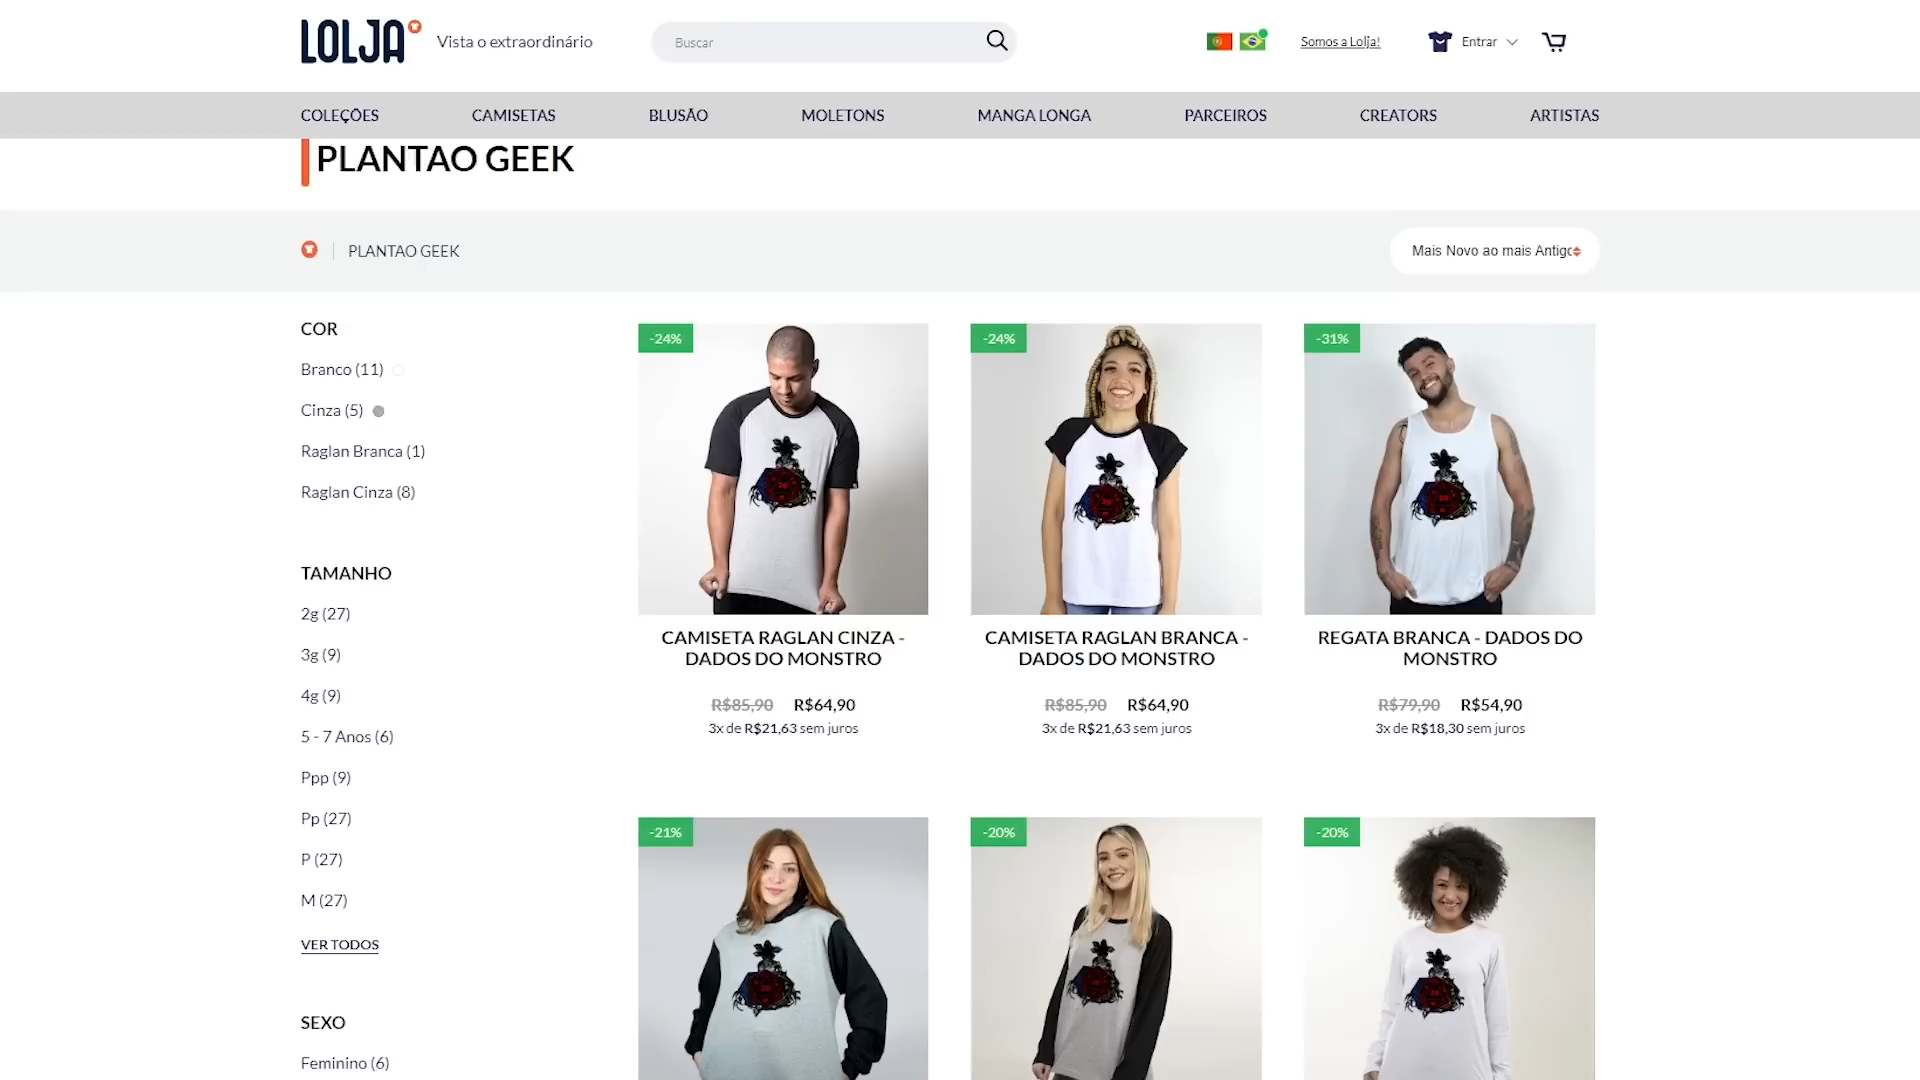 LOLJA
Vista o extraordinário
Buscar
Somos a Lolja!
Entrar
COLEÇÕES
CAMISETAS
BLUSÃO
MOLETONS
MANGA LONGA
PARCEIROS
CREATORS
ARTISTAS
PLANTAO GEEK
PLANTAO GEEK
Mais Novo ao mais Antigo
COR
Branco (11)
Cinza (5)
Raglan Branca (1)
Raglan Cinza (8)
TAMANHO
2g (27)
3g (9)
4g (9)
5 - 7 Anos (6)
Ppp (9)
Pp (27)
P (27)
M (27)
VER TODOS
SEXO
Feminino (6)
-24%
CAMISETA RAGLAN CINZA -
DADOS DO MONSTRO
R$85,90 R$64,90
3x de R$21,63 sem juros
-24%
CAMISETA RAGLAN BRANCA -
DADOS DO MONSTRO
R$85,90 R$64,90
3x de R$21,63 sem juros
-31%
REGATA BRANCA - DADOS DO
MONSTRO
R$79,90 R$54,90
3x de R$18,30 sem juros
-21%
-20%
-20%